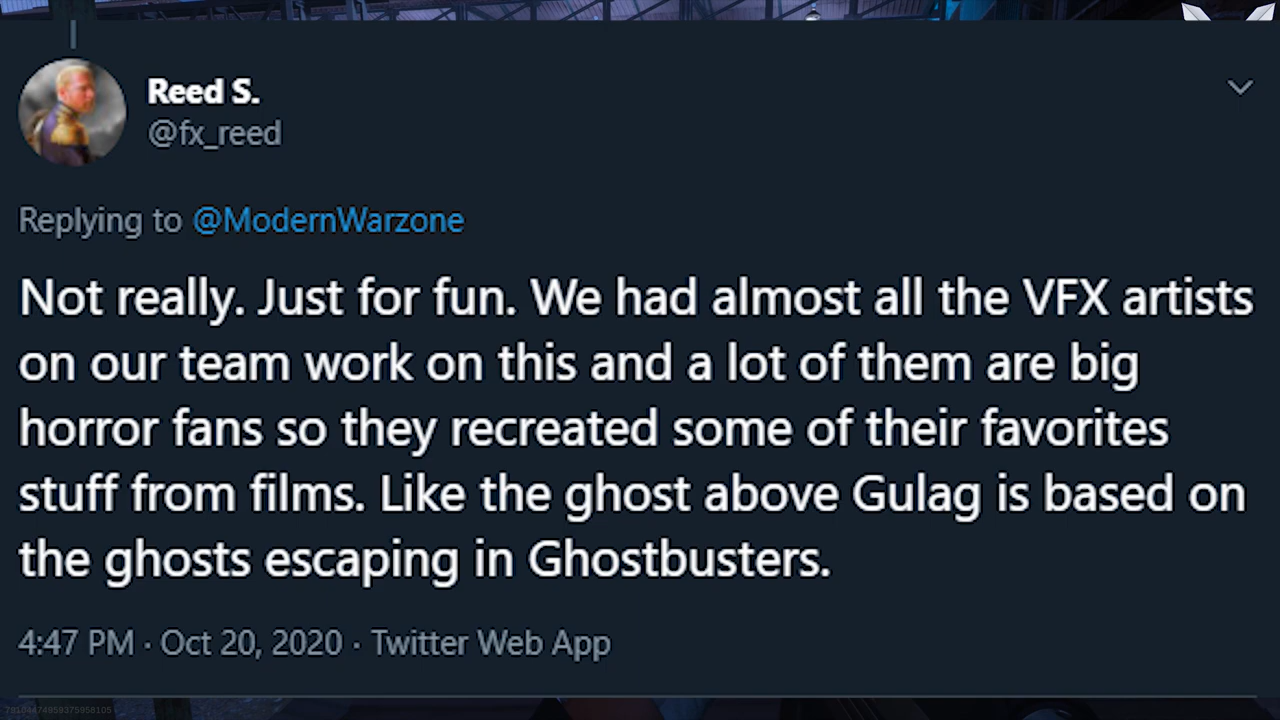 Reed S.
@fx_reed
Replying to @ModernWarzone
Not really. Just for fun. We had almost all the VFX artists
on our team work on this and a lot of them are big
horror fans so they recreated some of their favorites
stuff from films. Like the ghost above Gulag is based on
the ghosts escaping in Ghostbusters.
4:47 PM · Oct 20, 2020 · Twitter Web App